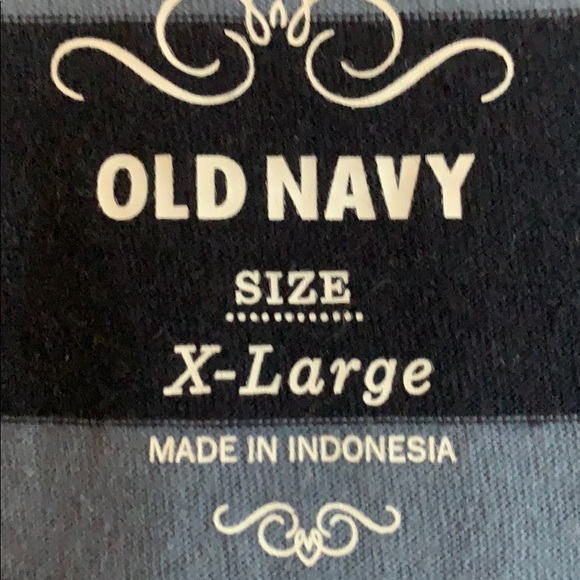 OLD NAVY
SIZE
X-Large
MADE IN INDONESIA